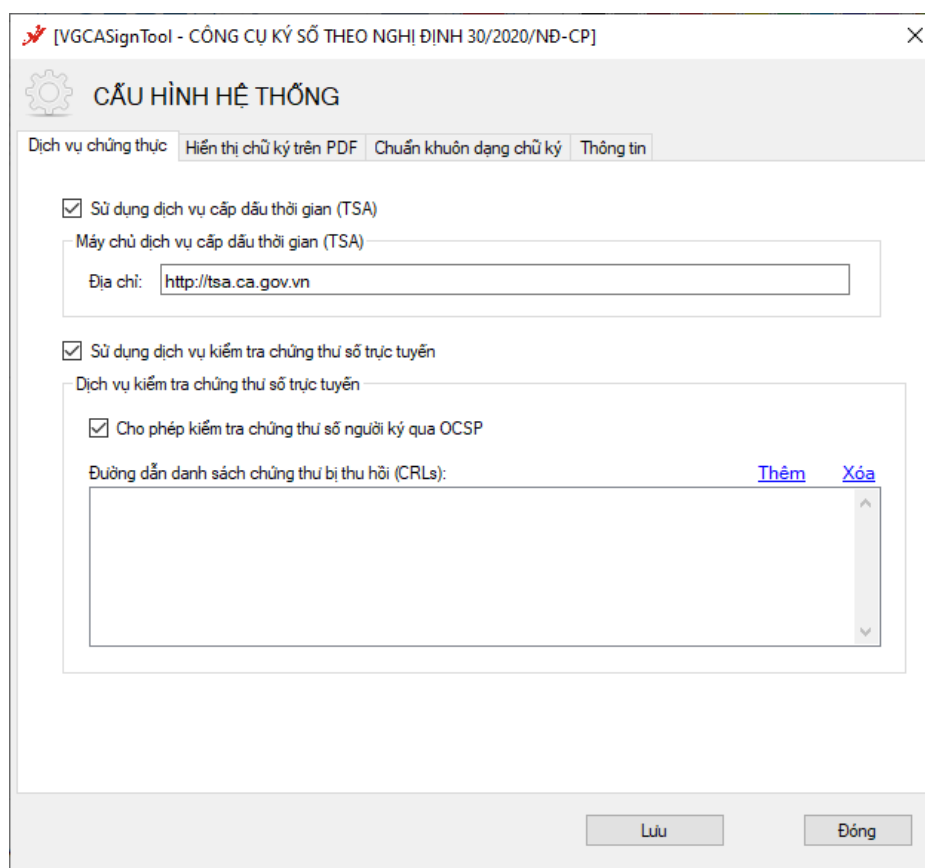 [VGCASignTool - CÔNG CỤ KÝ SỐ THEO NGHỊ ĐỊNH 30/2020/NĐ-CP]
CẤU HÌNH HỆ THỐNG
Dịch vụ chứng thực Hiển thị chữ ký trên PDF Chuẩn khuôn dạng chữ ký Thông tin
Sử dụng dịch vụ cấp dấu thời gian (TSA)
Máy chủ dịch vụ cấp dấu thời gian (TSA)
Địa chỉ: http://tsa.ca.gov.vn
Sử dụng dịch vụ kiểm tra chứng thư số trực tuyến
Dịch vụ kiểm tra chứng thư số trực tuyến
Cho phép kiểm tra chứng thư số người ký qua OCSP
Đường dẫn danh sách chứng thư bị thu hồi (CRLs): Thêm Xóa
Lưu Đóng